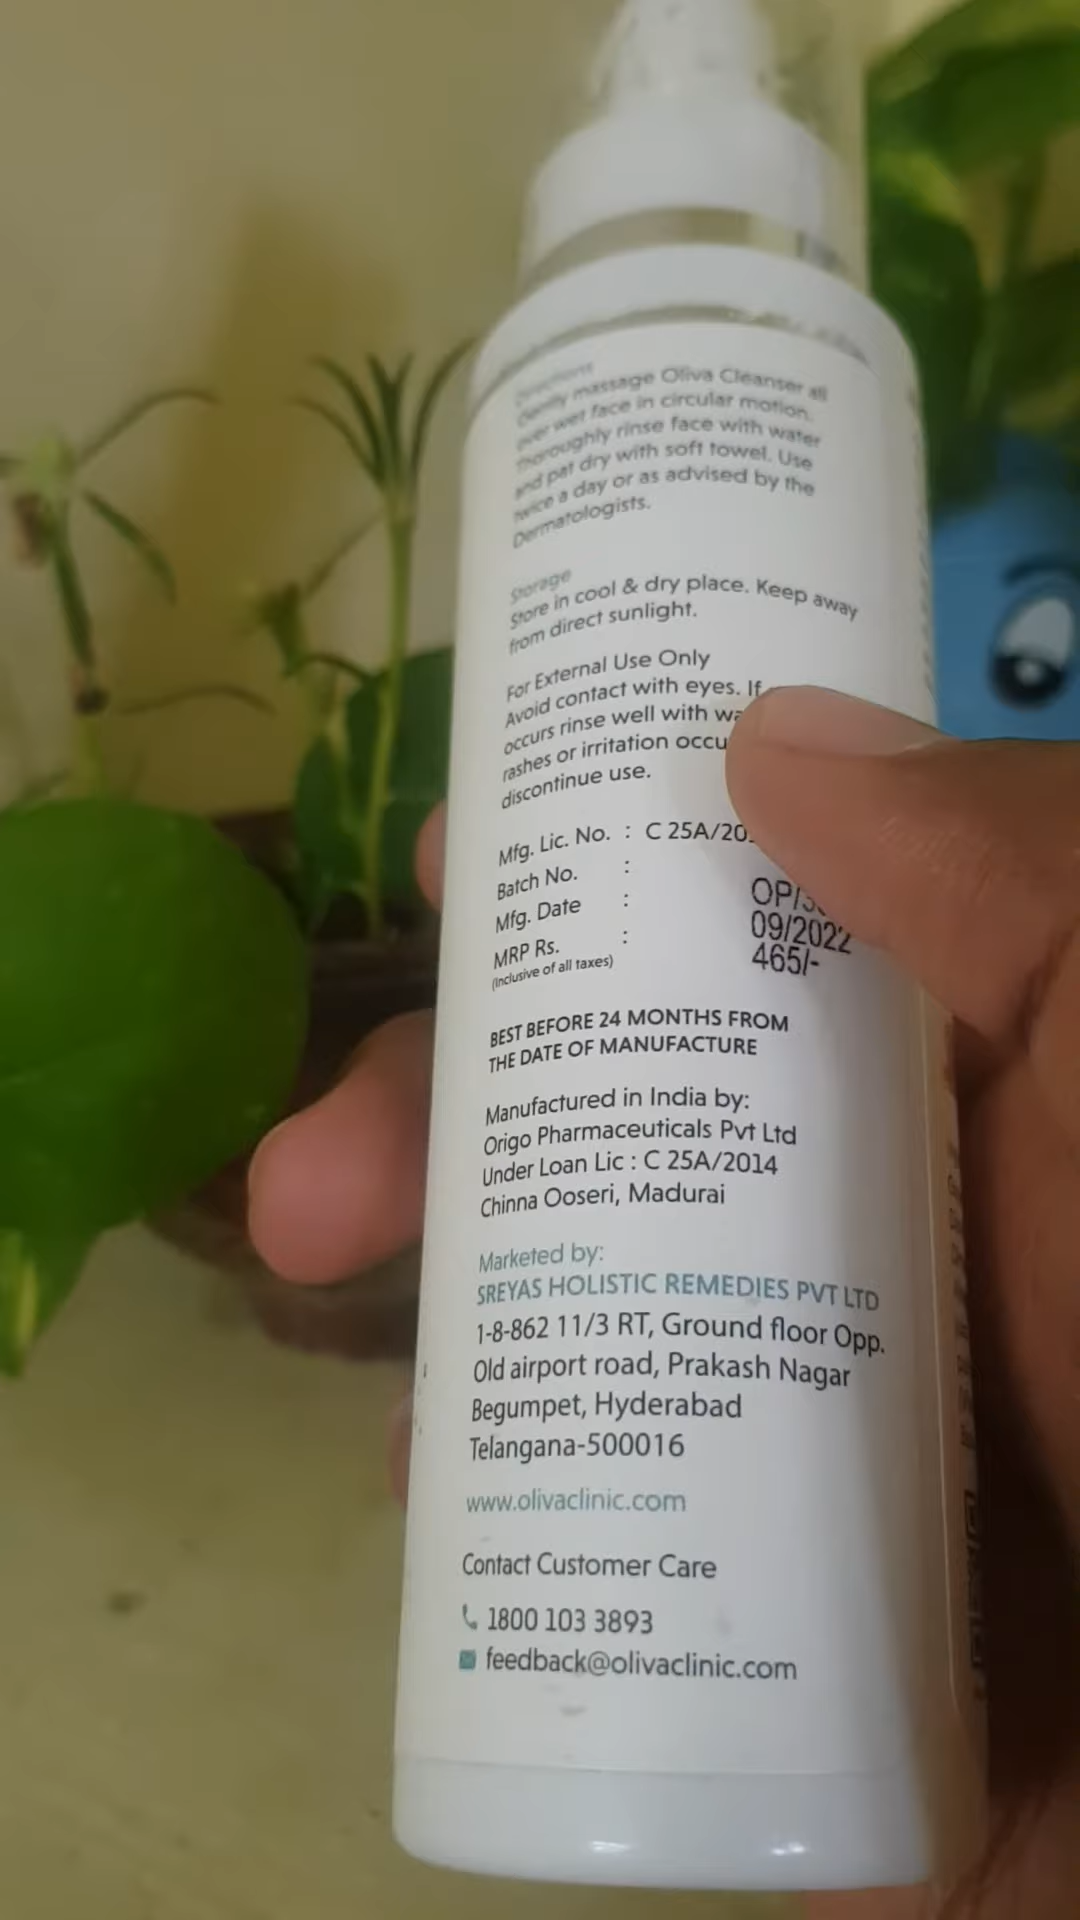 Directions
Gently massage Oliva Cleanser all
over wet face in circular motion.
Thoroughly rinse face with water
and pat dry with soft towel. Use
twice a day or as advised by the
Dermatologists.
Storage
Store in cool & dry place. Keep away
from direct sunlight.
For External Use Only
Avoid contact with eyes. If
occurs rinse well with
rashes or irritation
discontinue use.
Mfg. Lic. No. : C 25A/20
Batch No. : OP/
Mfg. Date : 09/2022
MRP Rs. : 465/-
(Inclusive of all taxes)
BEST BEFORE 24 MONTHS FROM
THE DATE OF MANUFACTURE
Manufactured in India by:
Origo Pharmaceuticals Pvt Ltd
Under Loan Lic : C 25A/2014
Chinna Ooseri, Madurai
Marketed by:
SREYAS HOLISTIC REMEDIES PVT LTD
1-8-862 11/3 RT, Ground floor Opp.
Old airport road, Prakash Nagar
Begumpet, Hyderabad
Telangana-500016
www.olivaclinic.com
Contact Customer Care
1800 103 3893
feedback@olivaclinic.com